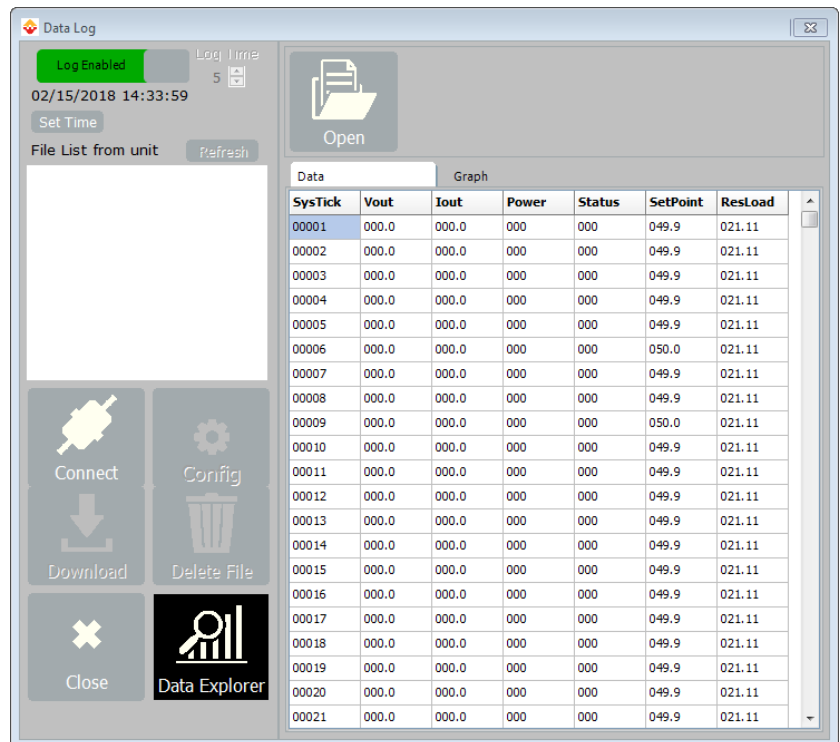 Data Log
Log Enabled
Log Time
5
02/15/2018 14:33:59
Set Time
File List from unit Refresh
Connect Config
Download Delete File
Close Data Explorer
Open
Data Graph
SysTick Vout Iout Power Status SetPoint ResLoad
00001 000.0 000.0 000 000 049.9 021.11
00002 000.0 000.0 000 000 049.9 021.11
00003 000.0 000.0 000 000 049.9 021.11
00004 000.0 000.0 000 000 049.9 021.11
00005 000.0 000.0 000 000 049.9 021.11
00006 000.0 000.0 000 000 050.0 021.11
00007 000.0 000.0 000 000 049.9 021.11
00008 000.0 000.0 000 000 049.9 021.11
00009 000.0 000.0 000 000 050.0 021.11
00010 000.0 000.0 000 000 049.9 021.11
00011 000.0 000.0 000 000 049.9 021.11
00012 000.0 000.0 000 000 049.9 021.11
00013 000.0 000.0 000 000 049.9 021.11
00014 000.0 000.0 000 000 049.9 021.11
00015 000.0 000.0 000 000 049.9 021.11
00016 000.0 000.0 000 000 049.9 021.11
00017 000.0 000.0 000 000 049.9 021.11
00018 000.0 000.0 000 000 049.9 021.11
00019 000.0 000.0 000 000 049.9 021.11
00020 000.0 000.0 000 000 049.9 021.11
00021 000.0 000.0 000 000 049.9 021.11